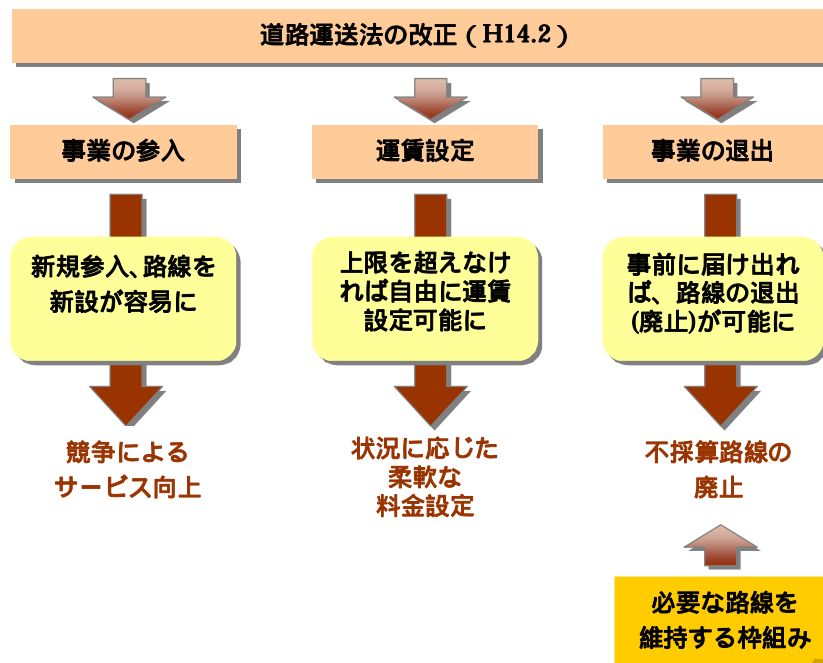 道路運送法の改正（H14.2）
事業の参入
運賃設定
事業の退出
新規参入、路線を
新設が容易に
上限を超えなけ
れば自由に運賃
設定可能に
事前に届け出れ
ば、路線の退出
(廃止)が可能に
競争による
サービス向上
状況に応じた
柔軟な
料金設定
不採算路線の
廃止
必要な路線を
維持する枠組み